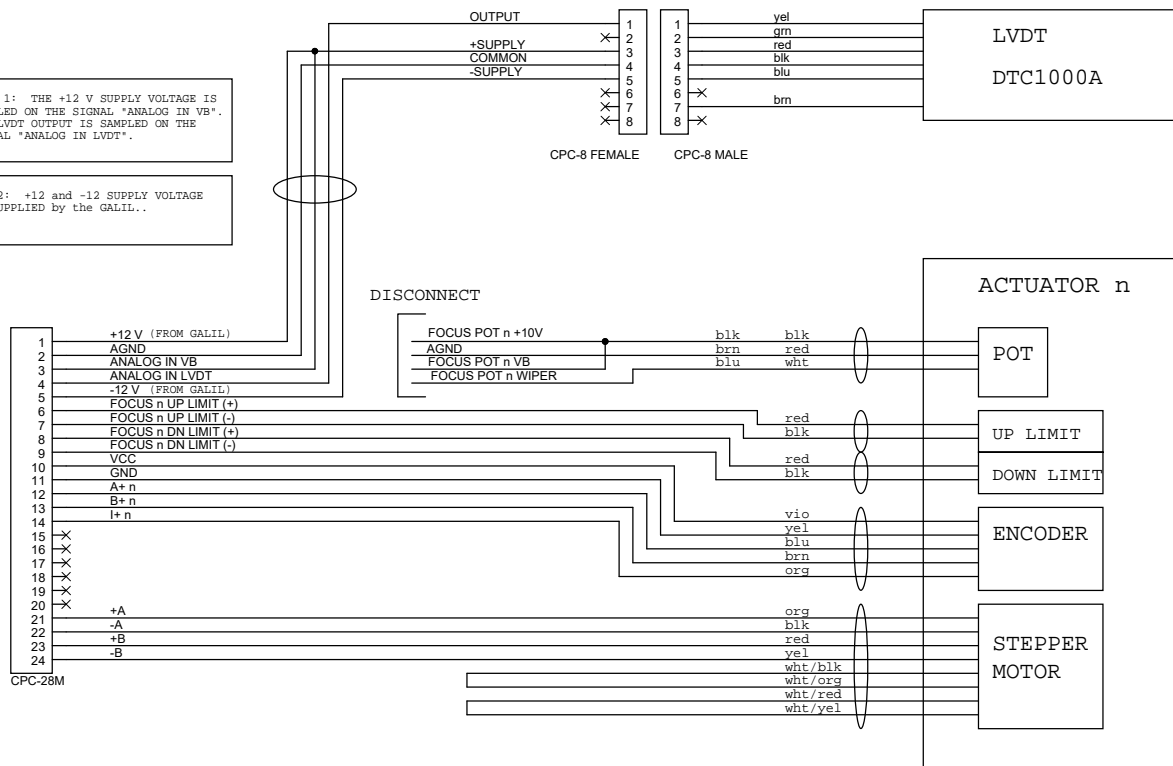 OUTPUT
+SUPPLY
COMMON
-SUPPLY
1
2
3
4
5
6
7
8
CPC-8 FEMALE
1
2
3
4
5
6
7
8
CPC-8 MALE
yel
grn
red
blk
blu
brn
LVDT
DTC1000A
1: THE +12 V SUPPLY VOLTAGE IS
LED ON THE SIGNAL "ANALOG IN VB".
LVDT OUTPUT IS SAMPLED ON THE
AL "ANALOG IN LVDT".
2: +12 and -12 SUPPLY VOLTAGE
UPPLIED by the GALIL..
DISCONNECT
FOCUS POT n +10V
AGND
FOCUS POT n VB
FOCUS POT n WIPER
blk blk
brn red
blu wht
ACTUATOR n
POT
1 +12 V (FROM GALIL)
2 AGND
3 ANALOG IN VB
4 ANALOG IN LVDT
5 -12 V (FROM GALIL)
6 FOCUS n UP LIMIT (+)
7 FOCUS n UP LIMIT (-)
8 FOCUS n DN LIMIT (+)
9 FOCUS n DN LIMIT (-)
10 VCC
11 GND
12 A+ n
13 B+ n
14 I+ n
15
16
17
18
19
20
21 +A
22 -A
23 +B
24 -B
CPC-28M
red
blk
UP LIMIT
red
blk
DOWN LIMIT
vio
yel
blu
brn
org
ENCODER
org
blk
red
yel
wht/blk
wht/org
wht/red
wht/yel
STEPPER
MOTOR